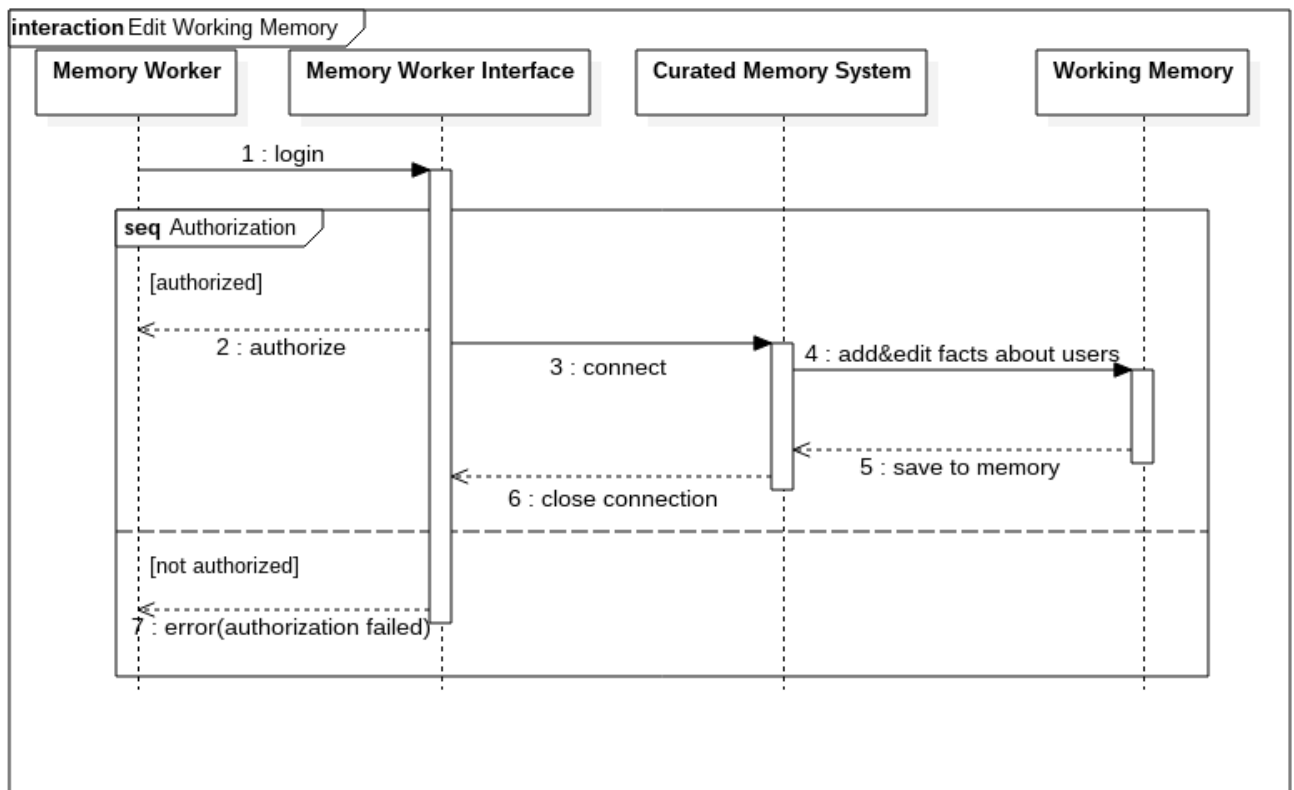 interaction Edit Working Memory
Memory Worker
Memory Worker Interface
Curated Memory System
Working Memory
1 : login
seq Authorization
[authorized]
2 : authorize
3 : connect
4 : add&edit facts about users
5 : save to memory
6 : close connection
[not authorized]
7 : error(authorization failed)